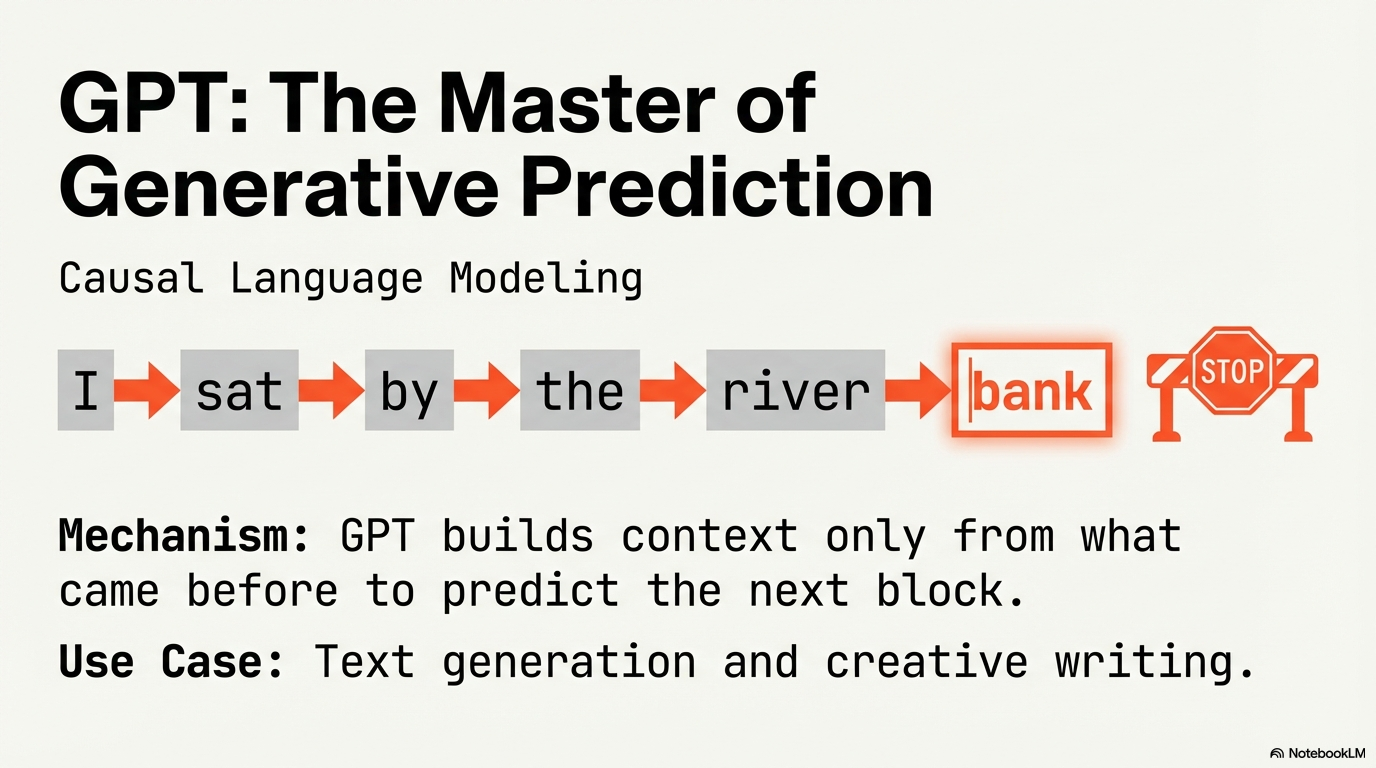 GPT: The Master of
Generative Prediction
Causal Language Modeling
I sat by the river bank STOP
Mechanism: GPT builds context only from what
came before to predict the next block.
Use Case: Text generation and creative writing.
NotebookLM